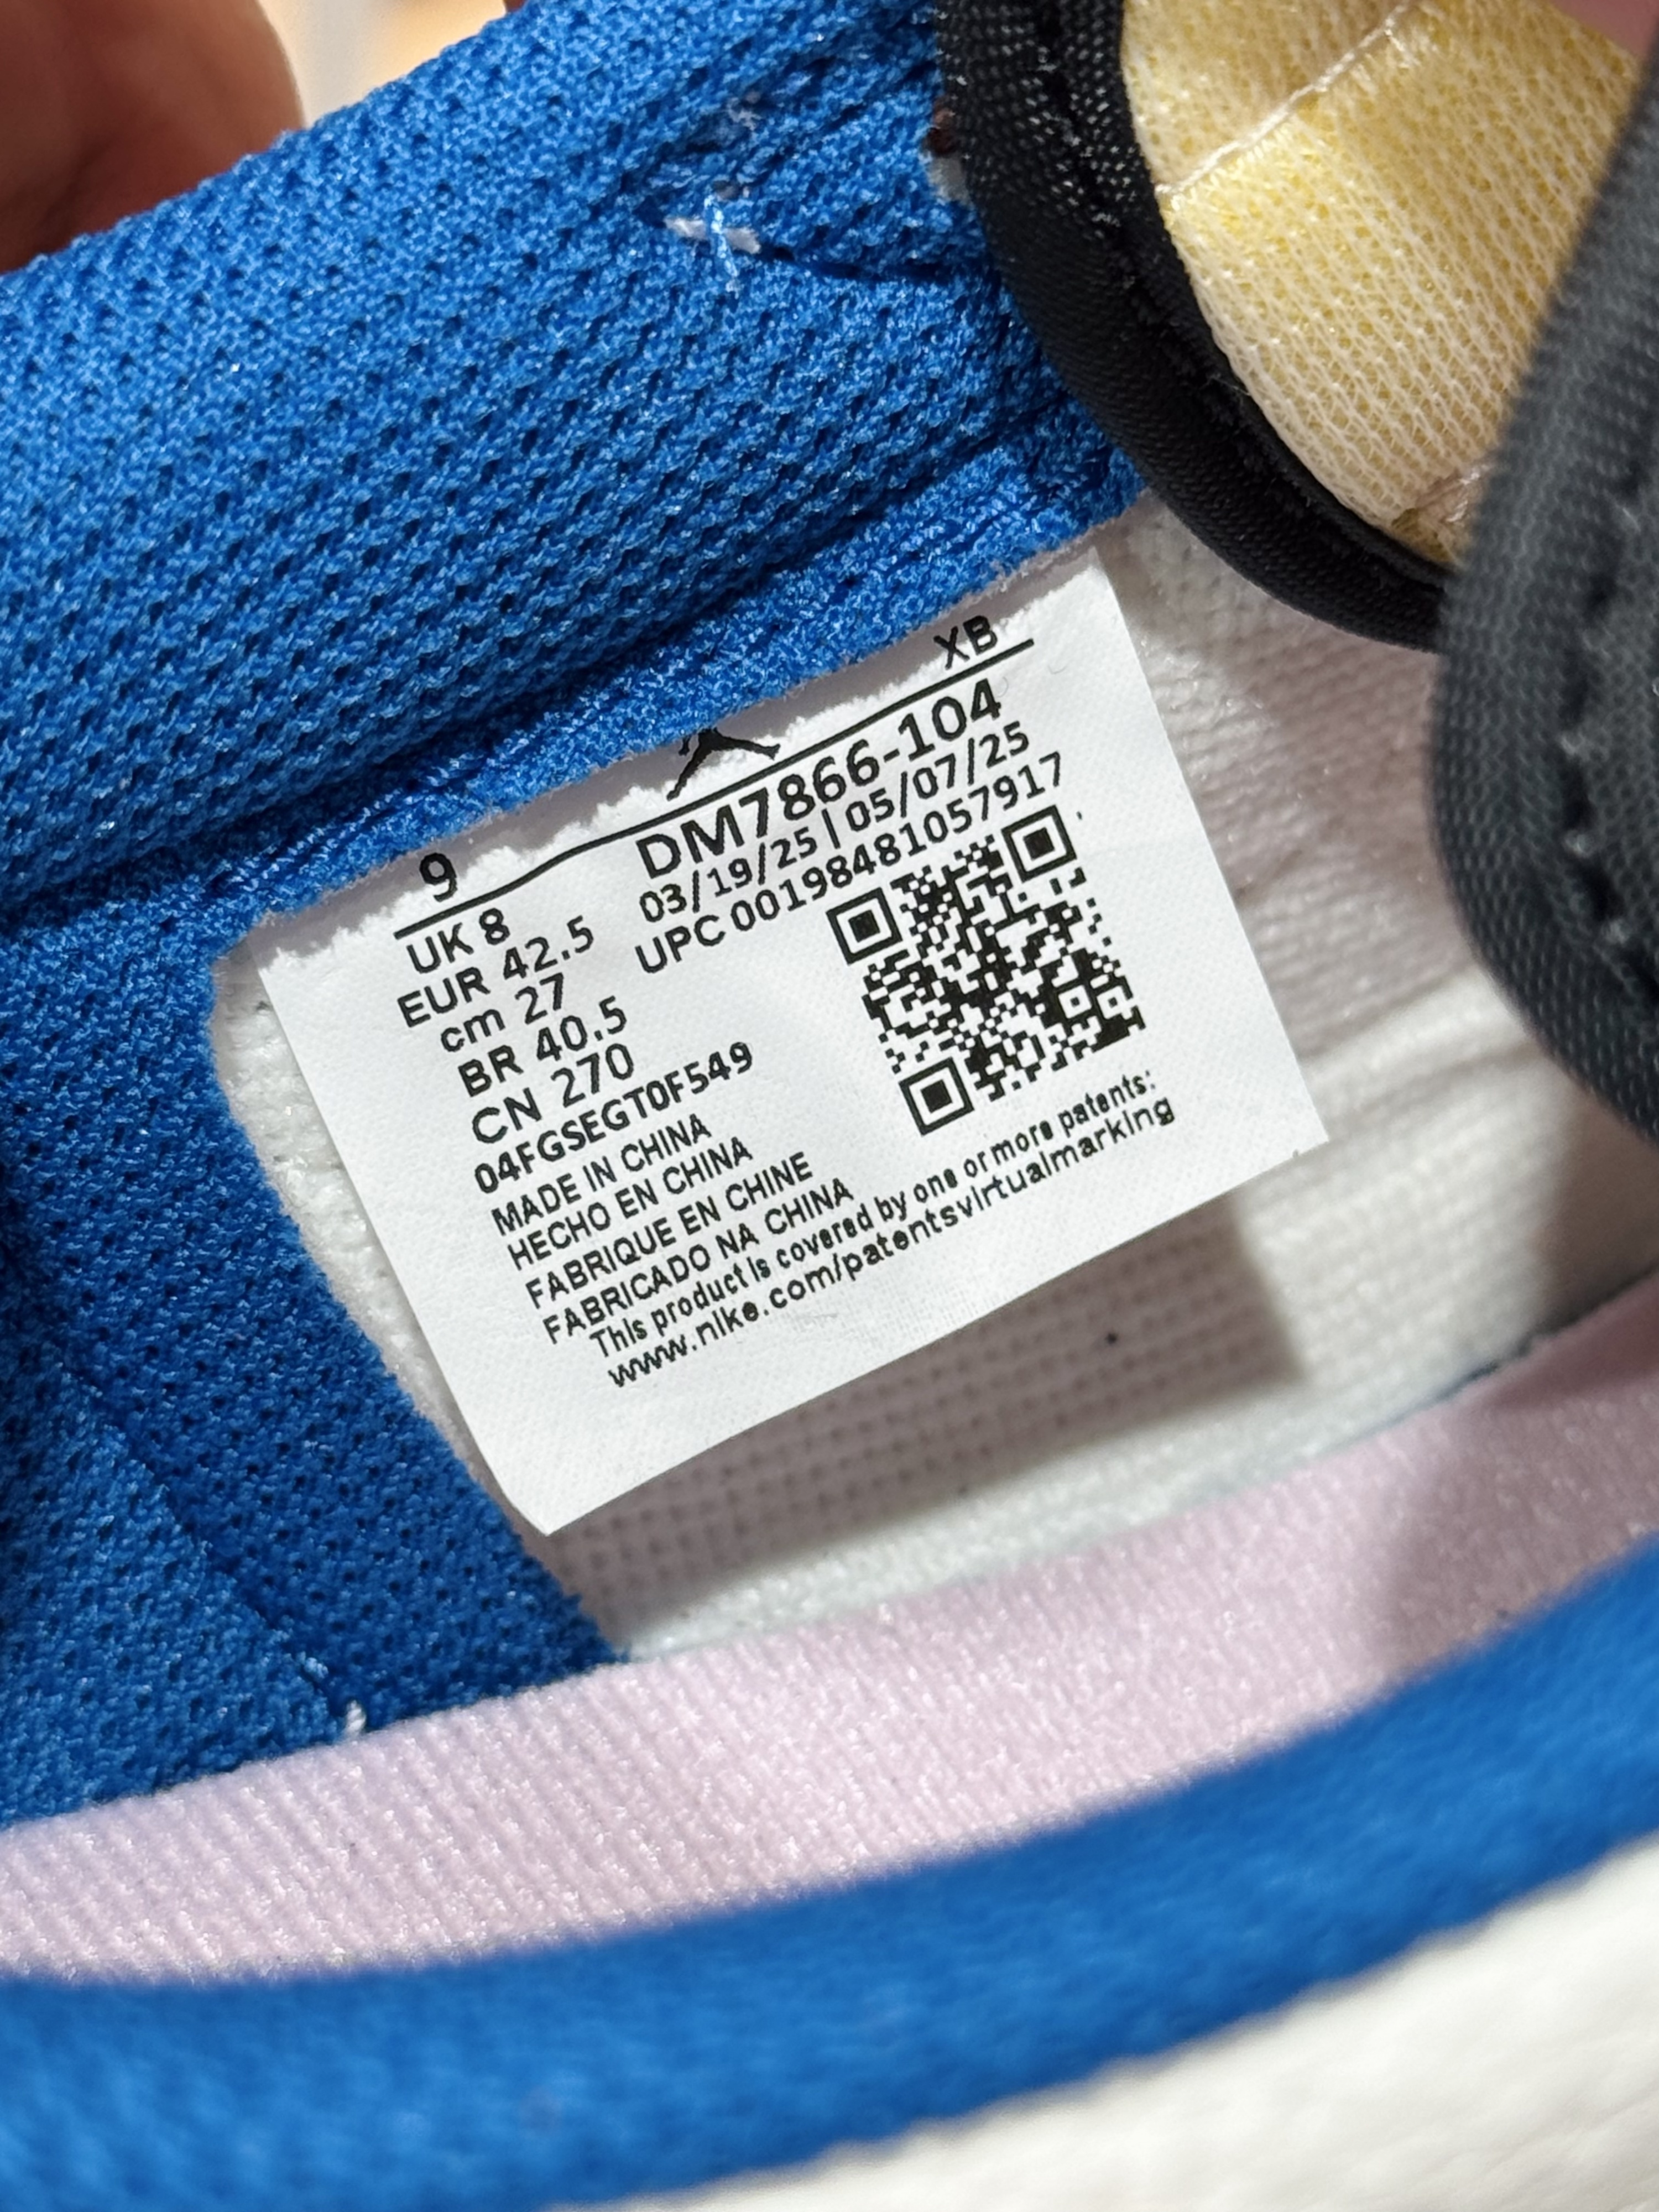 9 XB
UK 8 DM7866-104
EUR 42.5 03/19/25 | 05/07/25
cm 27 UPC 00198481057917
BR 40.5
CN 270
04FGSEGT0F549
MADE IN CHINA
HECHO EN CHINA
FABRIQUE EN CHINE
FABRICADO NA CHINA
This product is covered by one or more patents:
www.nike.com/patentsvirtualmarking